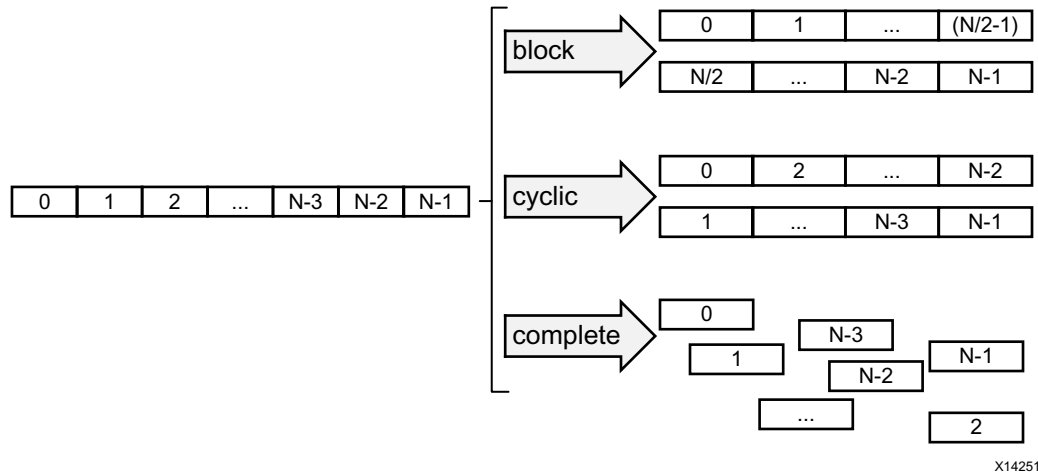 0 1 ... (N/2-1)
block
N/2 ... N-2 N-1
0 2 ... N-2
0 1 2 ... N-3 N-2 N-1
cyclic
1 ... N-3 N-1
0
complete
N-3
1
N-1
N-2
...
2
X14251